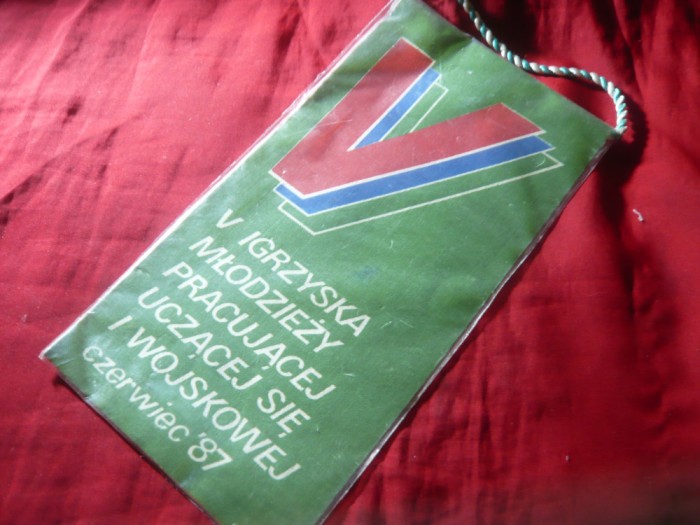 V
V IGRZYSKA
MŁODZIEŻY
PRACUJĄCEJ
UCZĄCEJ SIĘ
I WOJSKOWEJ
czerwiec '87